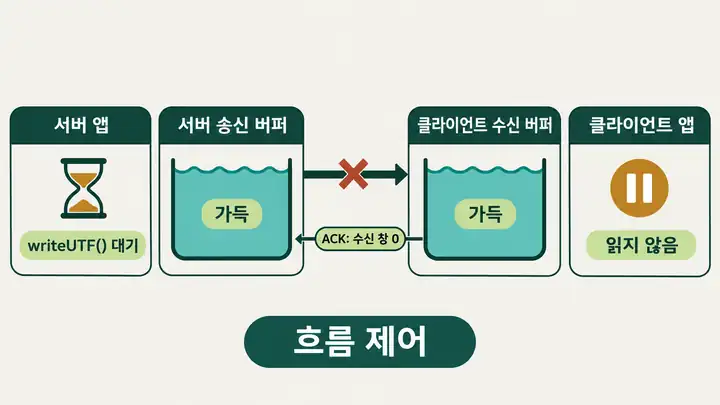 서버 앱
서버 송신 버퍼
클라이언트 수신 버퍼
클라이언트 앱
가득
가득
writeUTF() 대기
ACK: 수신 창 0
읽지 않음
흐름 제어